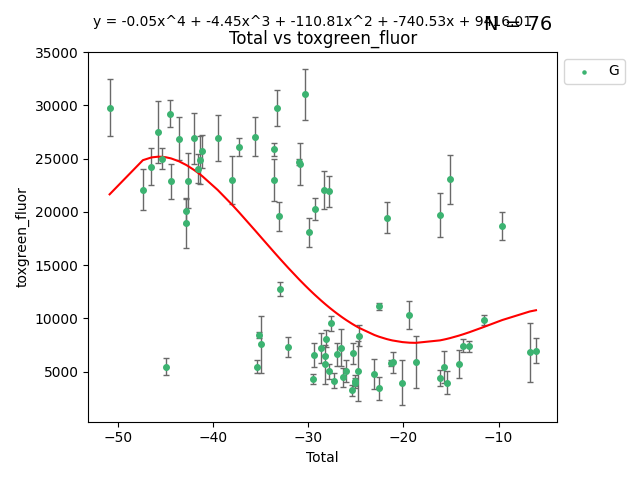 y = -0.05x^4 + -4.45x^3 + -110.81x^2 + -740.53x + 9416.01
N = 76
Total vs toxgreen_fluor
G
35000
30000
25000
20000
15000
10000
5000
toxgreen_fluor
−50
−40
−30
−20
−10
Total